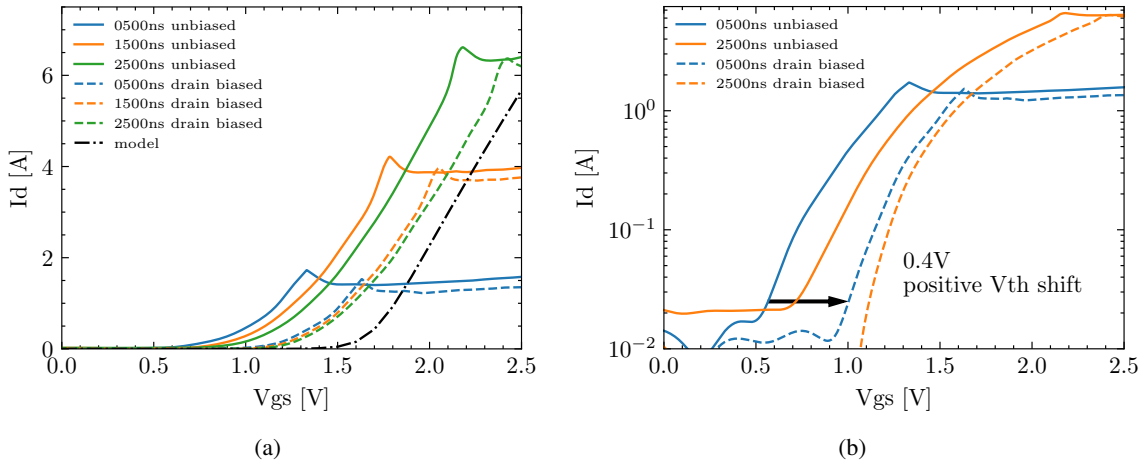 0500ns unbiased
1500ns unbiased
2500ns unbiased
0500ns drain biased
1500ns drain biased
2500ns drain biased
model
6
4
2
0
Id [A]
0.0 0.5 1.0 1.5 2.0 2.5
Vgs [V]
(a)
0500ns unbiased
2500ns unbiased
0500ns drain biased
2500ns drain biased
10⁰
10⁻¹
10⁻²
Id [A]
0.4V
positive Vth shift
0.0 0.5 1.0 1.5 2.0 2.5
Vgs [V]
(b)